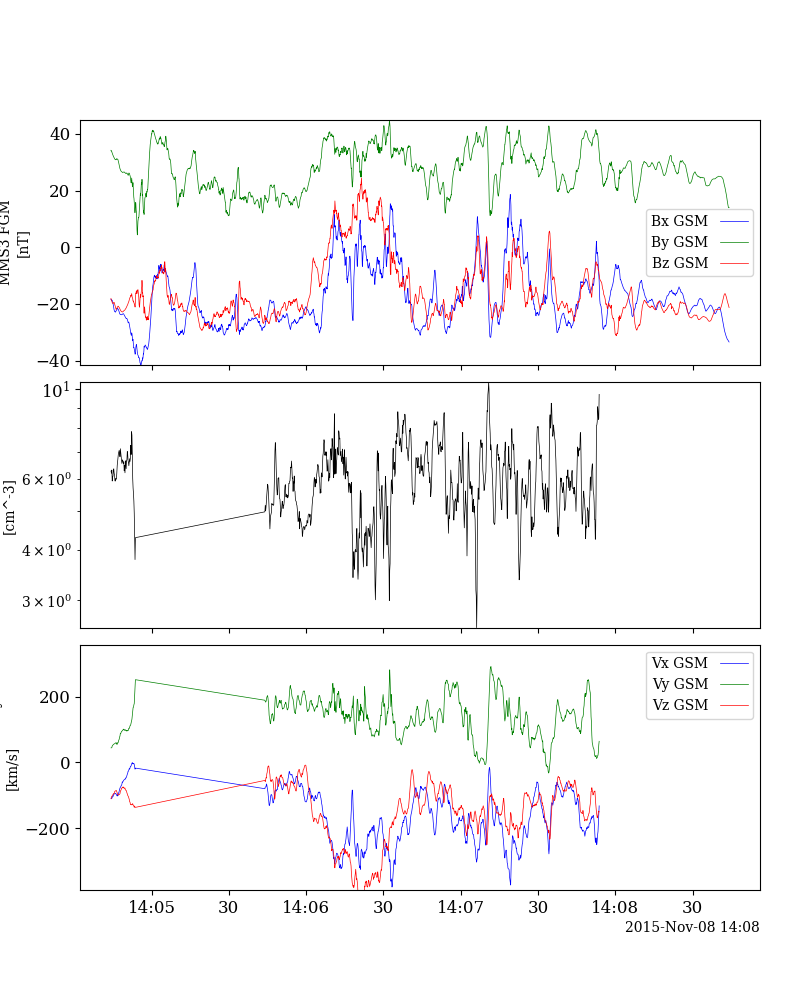 40
20
0
−20
−40
MMS3 FGM
[nT]
Bx GSM
By GSM
Bz GSM
10¹
6 × 10⁰
4 × 10⁰
3 × 10⁰
[cm^-3]
200
0
−200
[km/s]
Vx GSM
Vy GSM
Vz GSM
14:05
30
14:06
30
14:07
30
14:08
30
2015-Nov-08 14:08